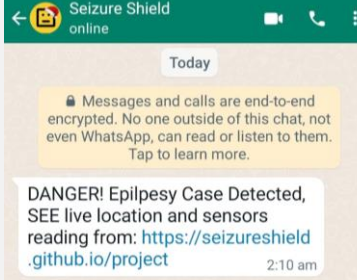 Seizure Shield
online
Today
Messages and calls are end-to-end
encrypted. No one outside of this chat, not
even WhatsApp, can read or listen to them.
Tap to learn more.
DANGER! Epilpesy Case Detected,
SEE live location and sensors
reading from: https://seizureshield
.github.io/project
2:10 am